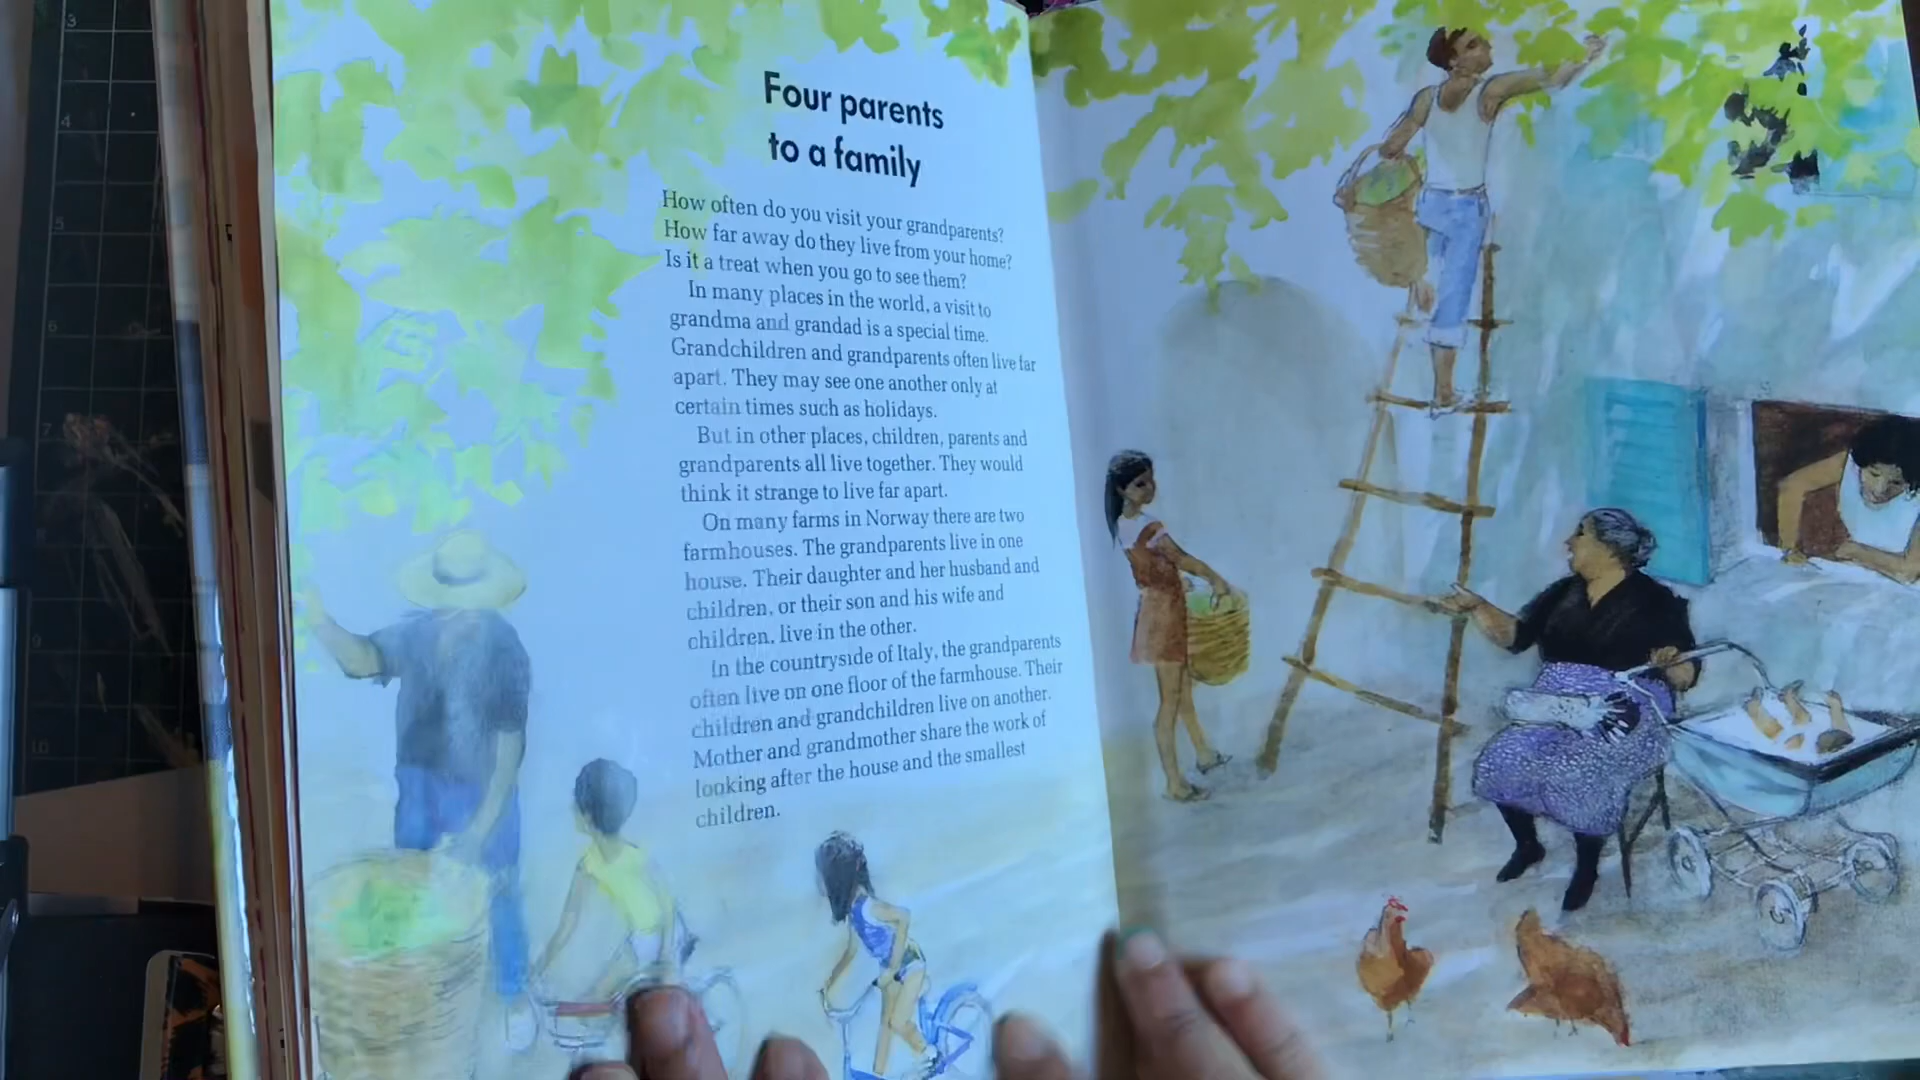 Four parents
to a family
How often do you visit your grandparents?
How far away do they live from your home?
Is it a treat when you go to see them?
In many places in the world, a visit to
grandma and grandad is a special time.
Grandchildren and grandparents often live far
apart. They may see one another only at
certain times such as holidays.
But in other places, children, parents and
grandparents all live together. They would
think it strange to live far apart.
On many farms in Norway there are two
farmhouses. The grandparents live in one
house. Their daughter and her husband and
children, or their son and his wife and
children, live in the other.
In the countryside of Italy, the grandparents
often live on one floor of the farmhouse. Their
children and grandchildren live on another.
Mother and grandmother share the work of
looking after the house and the smallest
children.
3
4
5
6
7
9
10